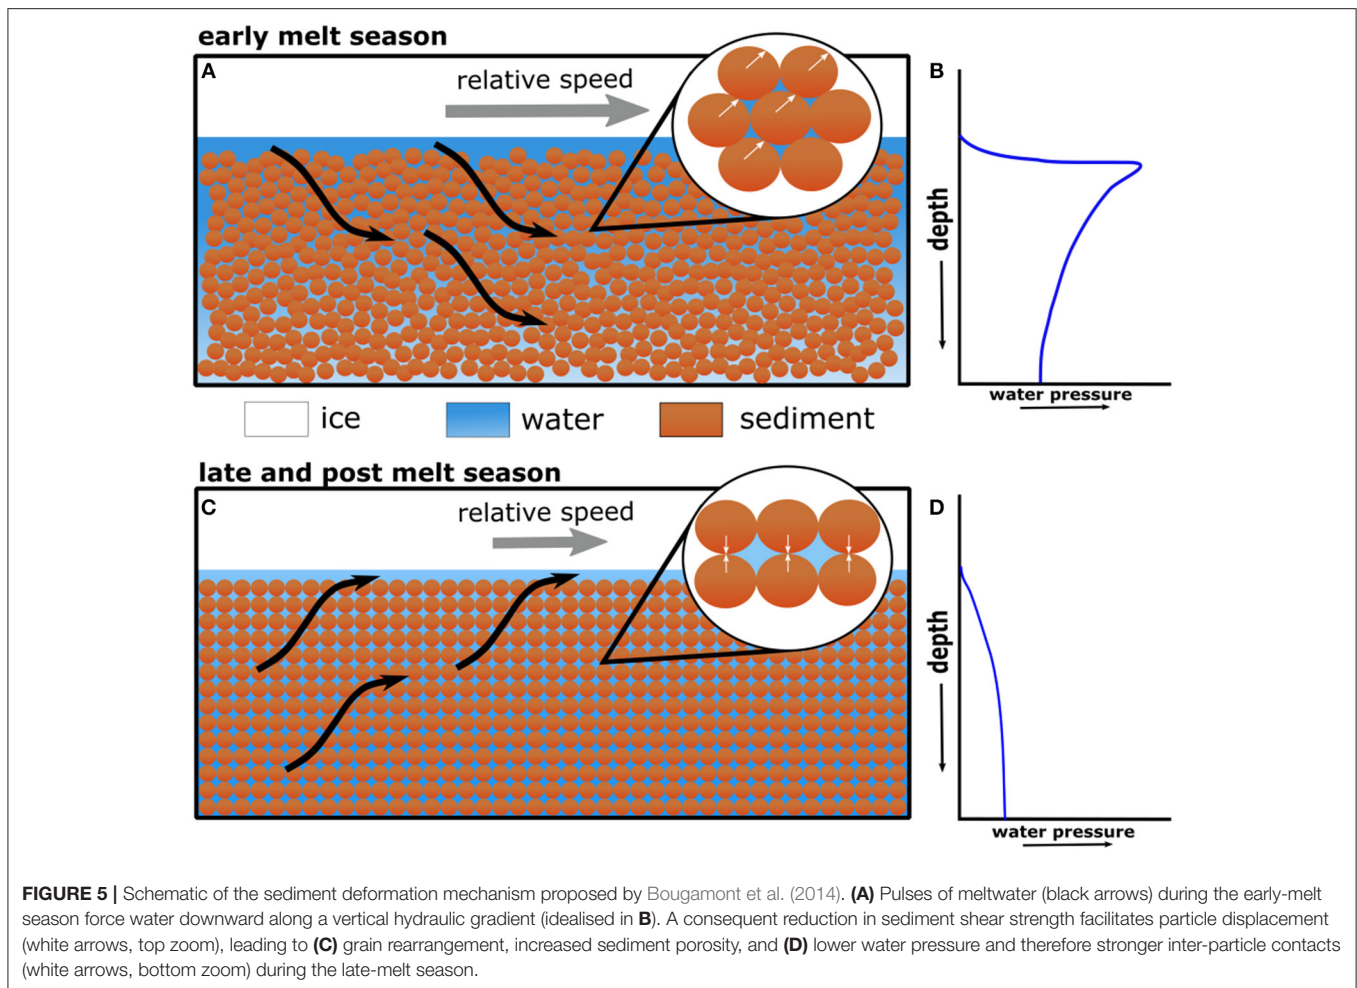 early melt season
A
relative speed
B
depth
water pressure
ice
water
sediment
late and post melt season
C
relative speed
D
depth
water pressure
FIGURE 5 | Schematic of the sediment deformation mechanism proposed by Bougamont et al. (2014). (A) Pulses of meltwater (black arrows) during the early-melt
season force water downward along a vertical hydraulic gradient (idealised in B). A consequent reduction in sediment shear strength facilitates particle displacement
(white arrows, top zoom), leading to (C) grain rearrangement, increased sediment porosity, and (D) lower water pressure and therefore stronger inter-particle contacts
(white arrows, bottom zoom) during the late-melt season.